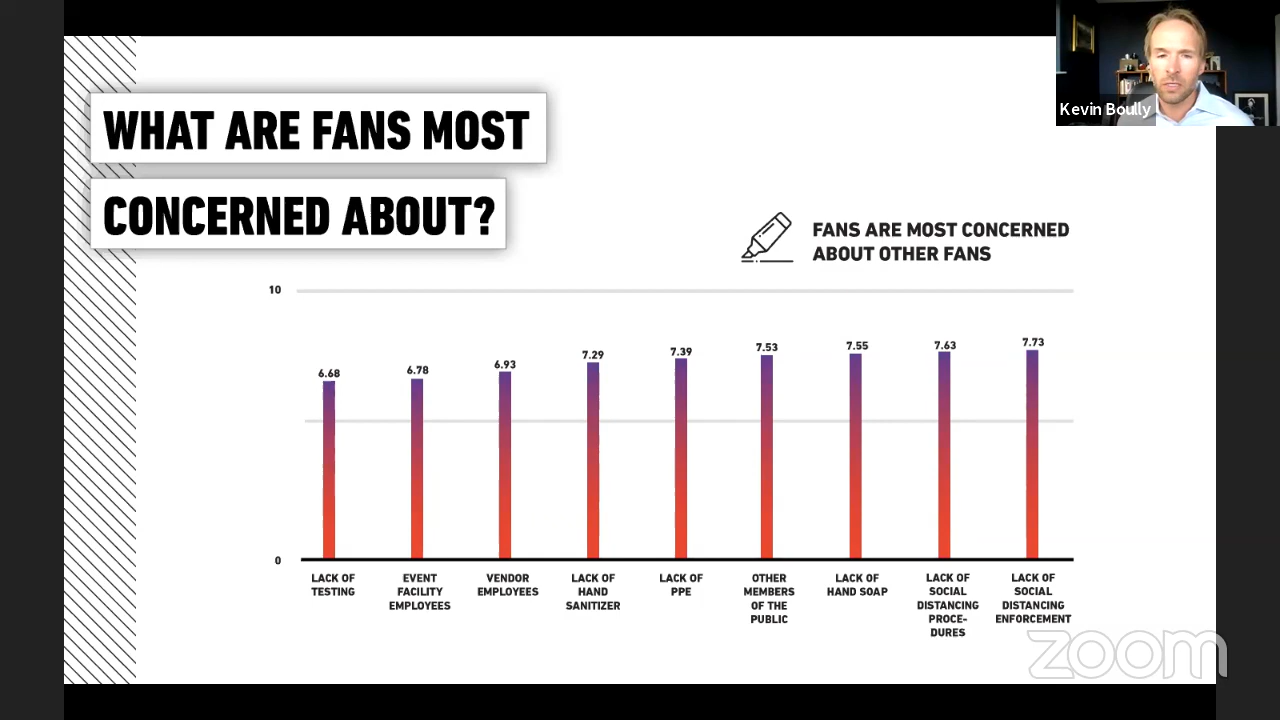 Kevin Boully
WHAT ARE FANS MOST
CONCERNED ABOUT?
FANS ARE MOST CONCERNED
ABOUT OTHER FANS
10
6.68
6.78
6.93
7.29
7.39
7.53
7.55
7.63
7.73
0
LACK OF
TESTING
EVENT
FACILITY
EMPLOYEES
VENDOR
EMPLOYEES
LACK OF
HAND
SANITIZER
LACK OF
PPE
OTHER
MEMBERS
OF THE
PUBLIC
LACK OF
HAND SOAP
LACK OF
SOCIAL
DISTANCING
PROCE-
DURES
LACK OF
SOCIAL
DISTANCING
ENFORCEMENT
zoom